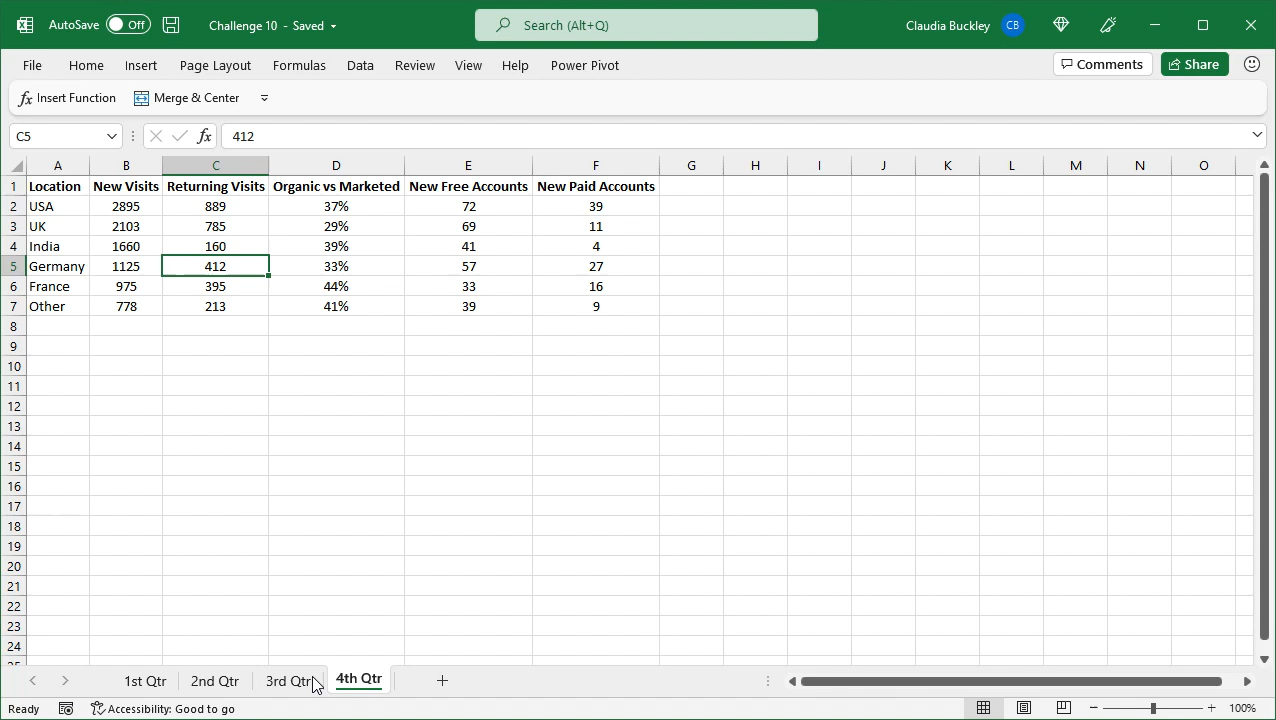 AutoSave Off Challenge 10 - Saved Search (Alt+Q) Claudia Buckley CB
File Home Insert Page Layout Formulas Data Review View Help Power Pivot Comments Share
fx Insert Function Merge & Center
C5 fx 412
A B C D E F G H I J K L M N O
1 Location New Visits Returning Visits Organic vs Marketed New Free Accounts New Paid Accounts
2 USA 2895 889 37% 72 39
3 UK 2103 785 29% 69 11
4 India 1660 160 39% 41 4
5 Germany 1125 412 33% 57 27
6 France 975 395 44% 33 16
7 Other 778 213 41% 39 9
8
9
10
11
12
13
14
15
16
17
18
19
20
21
22
23
24
25
1st Qtr 2nd Qtr 3rd Qtr 4th Qtr +
Ready Accessibility: Good to go - + 100%